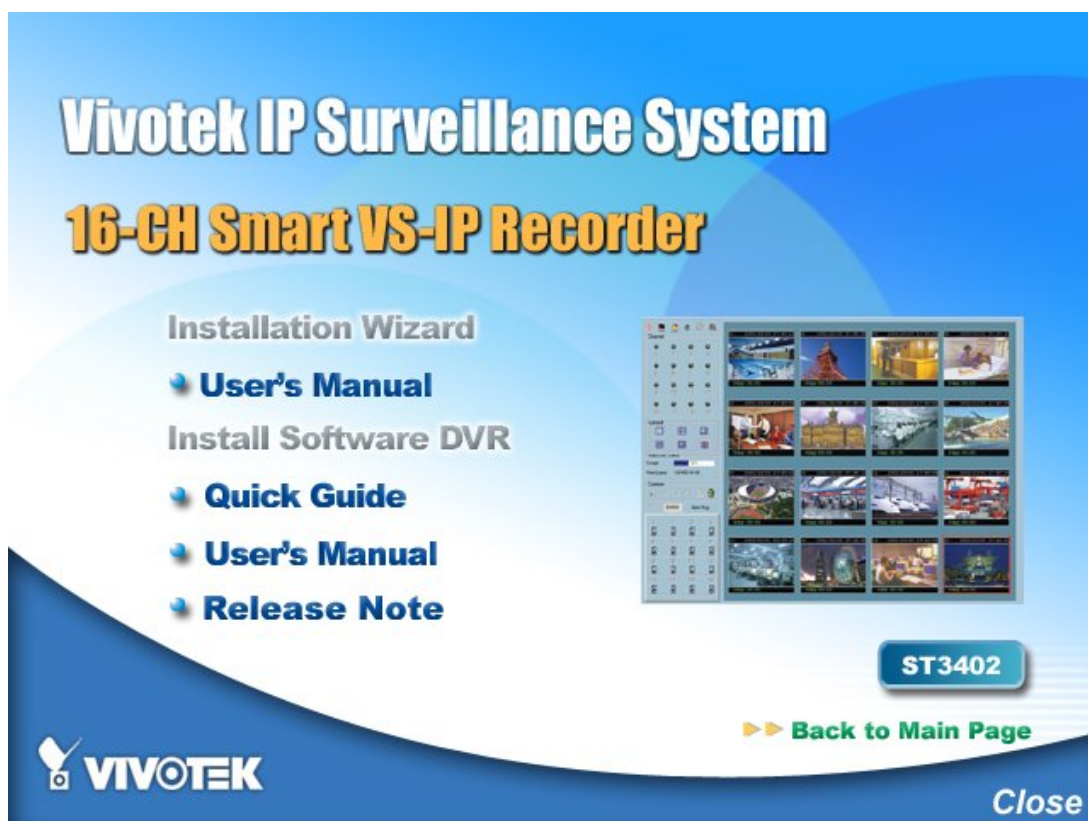 Vivotek IP Surveillance System
16-CH Smart VS-IP Recorder
Installation Wizard
User's Manual
Install Software DVR
Quick Guide
User's Manual
Release Note
ST3402
Back to Main Page
VIVOTEK
Close